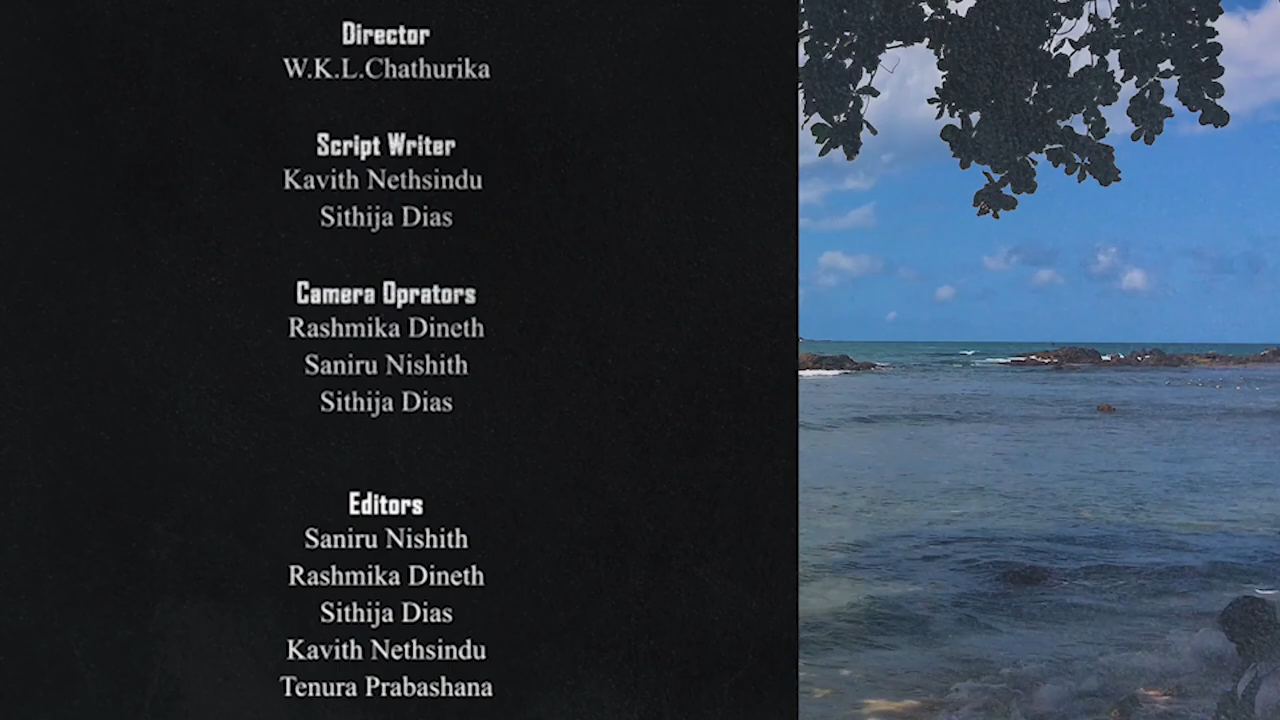 Director
W.K.L.Chathurika
Script Writer
Kavith Nethsindu
Sithija Dias
Camera Oprators
Rashmika Dineth
Saniru Nishith
Sithija Dias
Editors
Saniru Nishith
Rashmika Dineth
Sithija Dias
Kavith Nethsindu
Tenura Prabashana